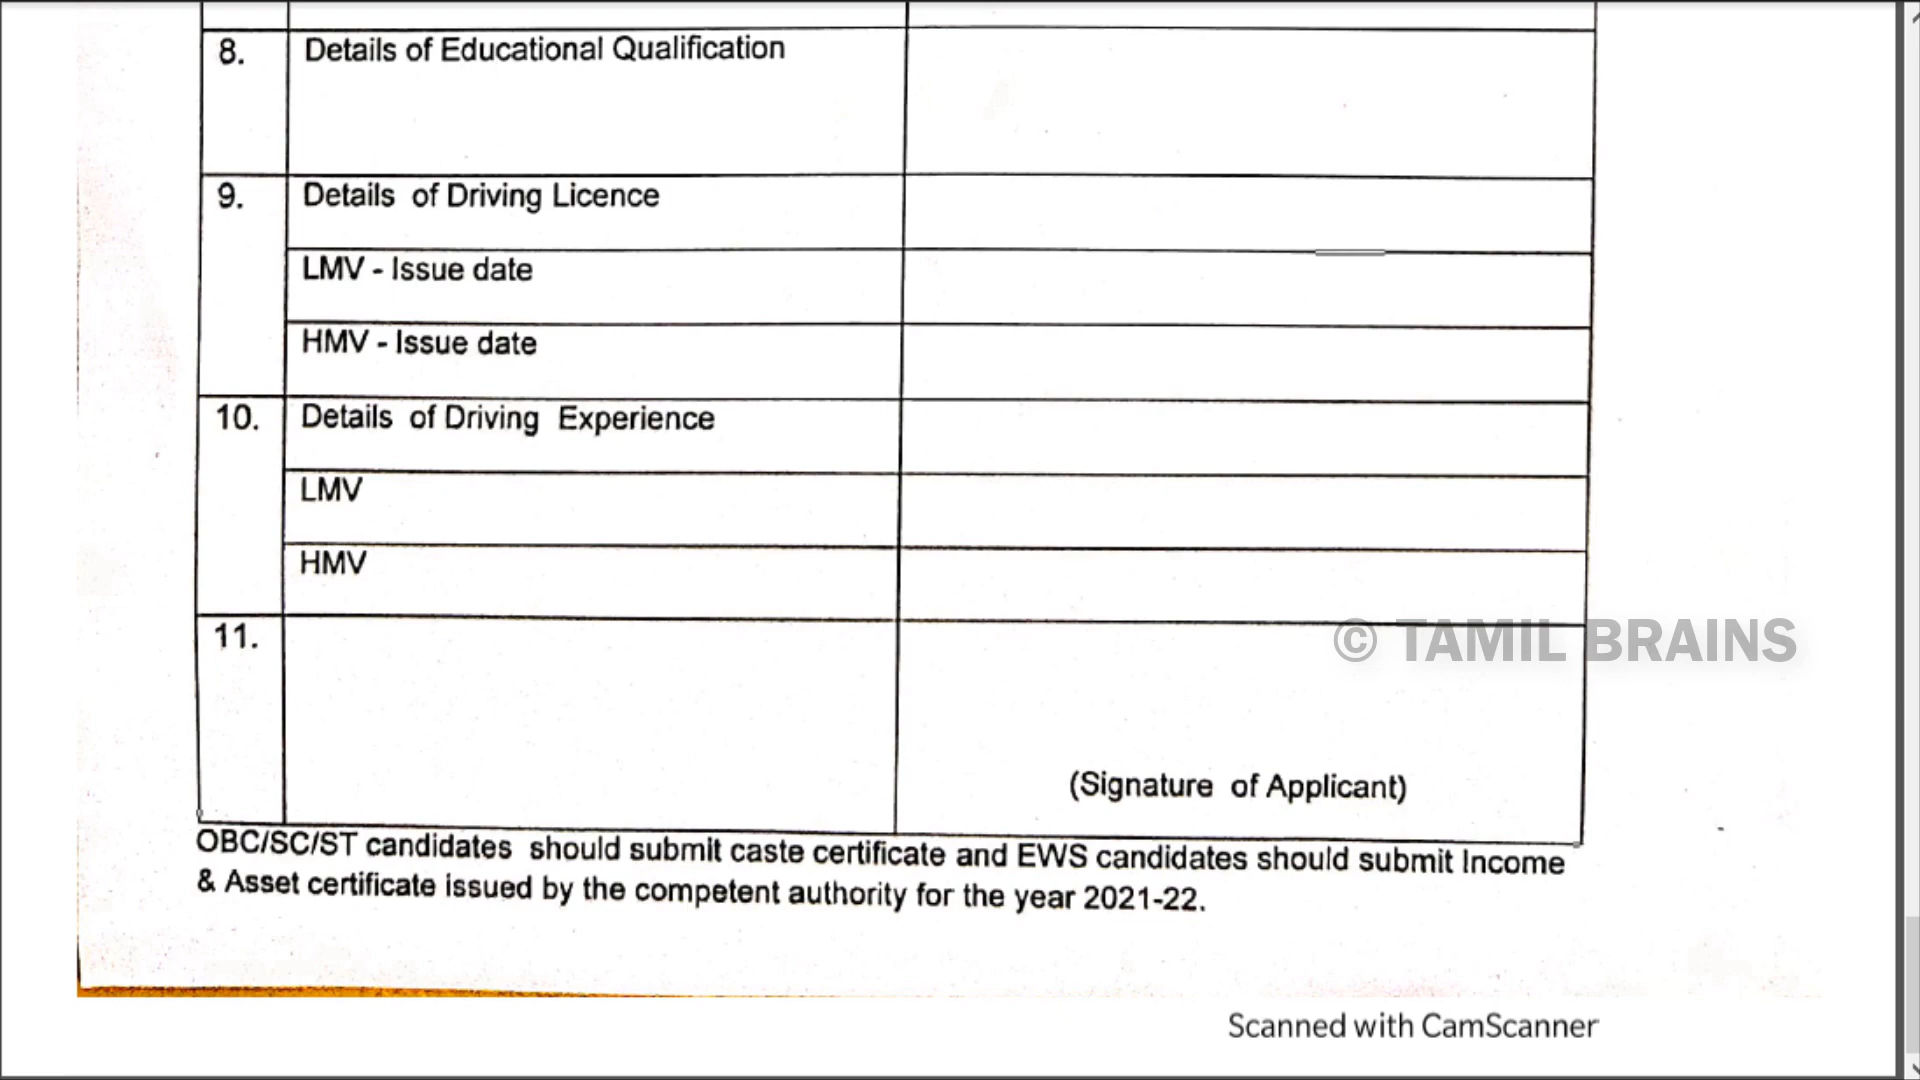 8. Details of Educational Qualification
9. Details of Driving Licence
LMV - Issue date
HMV - Issue date
10. Details of Driving Experience
LMV
HMV
11.
© TAMIL BRAINS
(Signature of Applicant)
OBC/SC/ST candidates should submit caste certificate and EWS candidates should submit Income
& Asset certificate issued by the competent authority for the year 2021-22.
Scanned with CamScanner